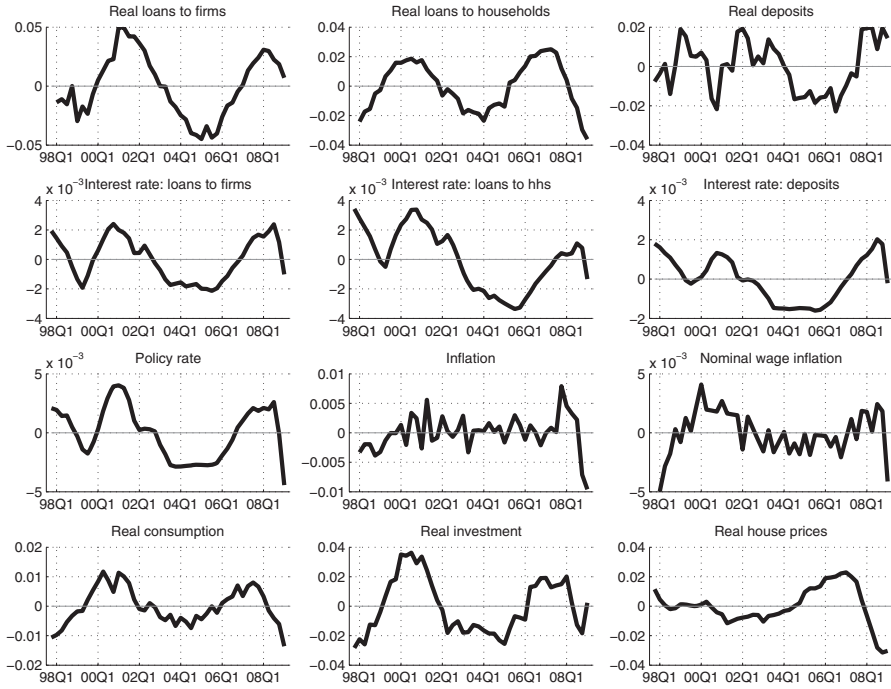 Real loans to firms
0.05
0
−0.05
98Q1 00Q1 02Q1 04Q1 06Q1 08Q1
Real loans to households
0.04
0.02
0
−0.02
−0.04
98Q1 00Q1 02Q1 04Q1 06Q1 08Q1
Real deposits
0.02
0
−0.02
−0.04
98Q1 00Q1 02Q1 04Q1 06Q1 08Q1
x 10−3 Interest rate: loans to firms
4
2
0
−2
−4
98Q1 00Q1 02Q1 04Q1 06Q1 08Q1
x 10−3 Interest rate: loans to hhs
4
2
0
−2
−4
98Q1 00Q1 02Q1 04Q1 06Q1 08Q1
x 10−3 Interest rate: deposits
4
2
0
−2
98Q1 00Q1 02Q1 04Q1 06Q1 08Q1
x 10−3 Policy rate
5
0
−5
98Q1 00Q1 02Q1 04Q1 06Q1 08Q1
Inflation
0.01
0.005
0
−0.005
−0.01
98Q1 00Q1 02Q1 04Q1 06Q1 08Q1
x 10−3 Nominal wage inflation
5
0
−5
98Q1 00Q1 02Q1 04Q1 06Q1 08Q1
Real consumption
0.02
0.01
0
−0.01
−0.02
98Q1 00Q1 02Q1 04Q1 06Q1 08Q1
Real investment
0.04
0.02
0
−0.02
−0.04
98Q1 00Q1 02Q1 04Q1 06Q1 08Q1
Real house prices
0.04
0.02
0
−0.02
−0.04
98Q1 00Q1 02Q1 04Q1 06Q1 08Q1